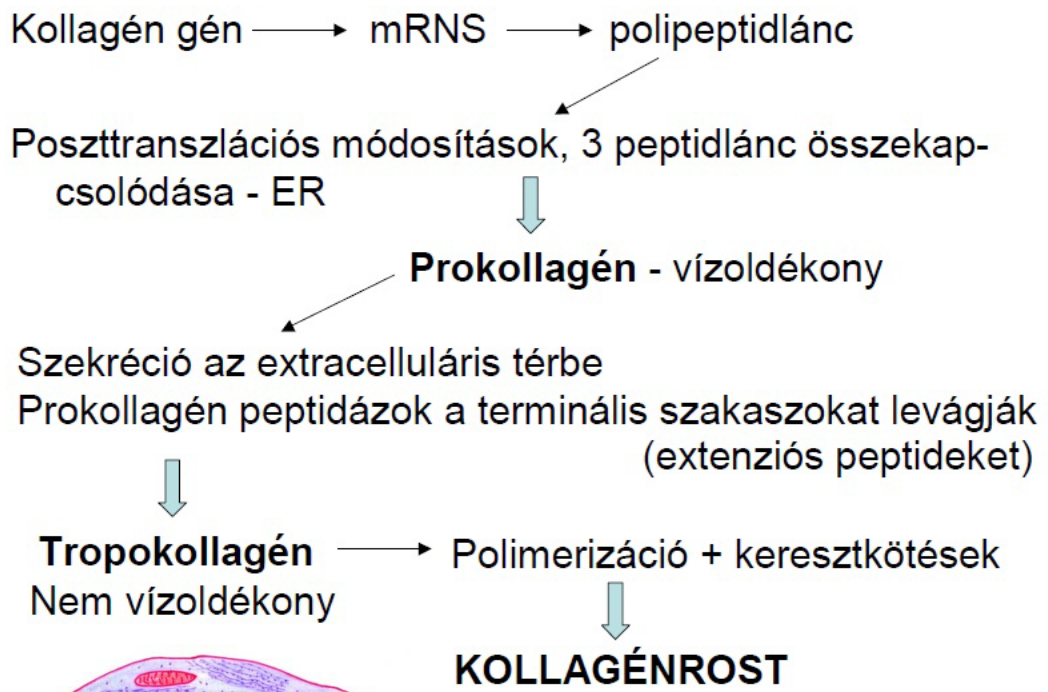 Kollagén gén mRNS polipeptidlánc
Poszttranszlációs módosítások, 3 peptidlánc összekap-
csolódása - ER
Prokollagén - vízoldékony
Szekréció az extracelluláris térbe
Prokollagén peptidázok a terminális szakaszokat levágják
(extenziós peptideket)
Tropokollagén Polimerizáció + keresztkötések
Nem vízoldékony
KOLLAGÉNROST